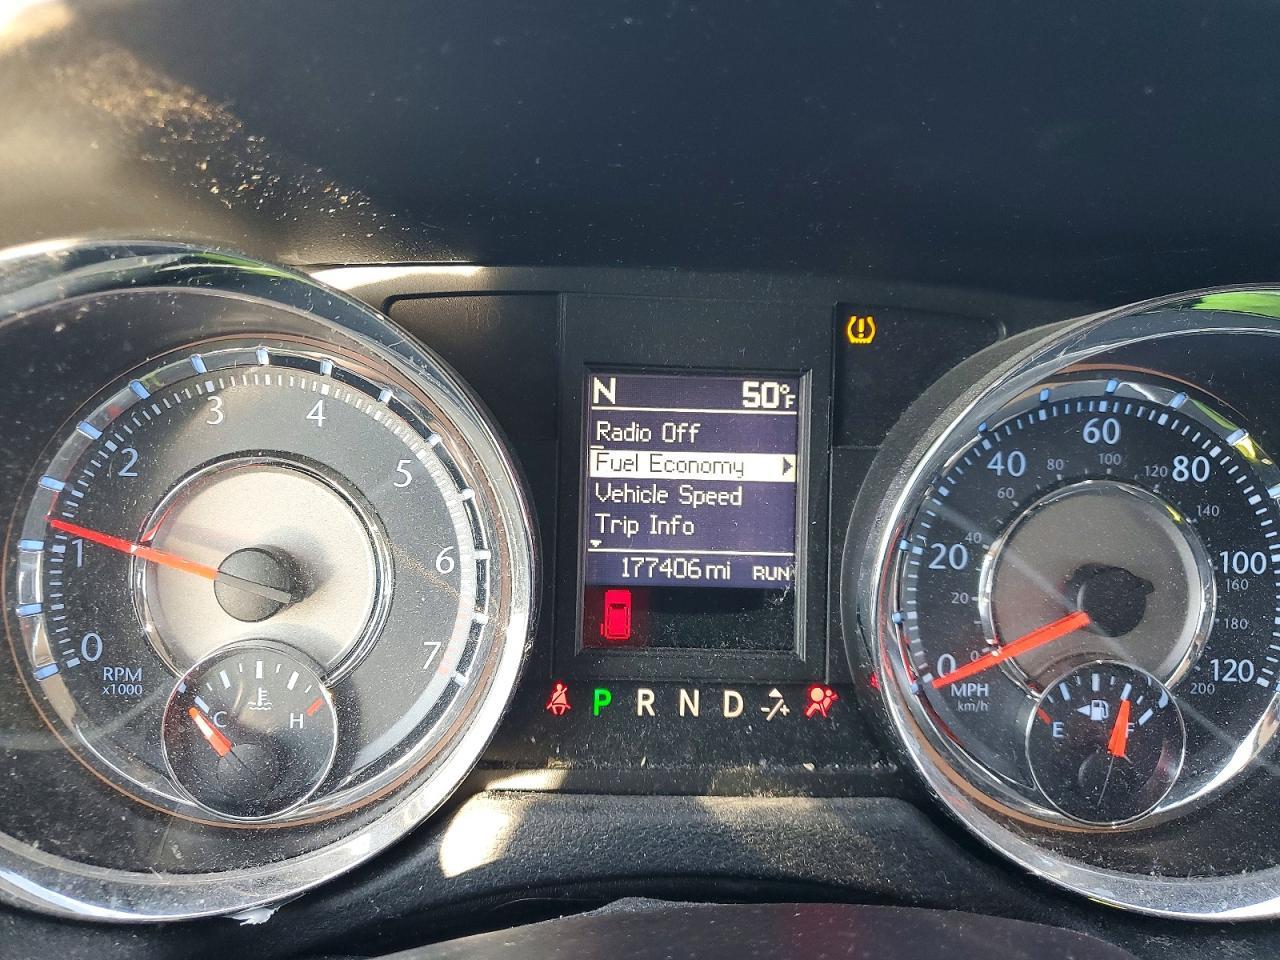 N 50°F
Radio Off
Fuel Economy
Vehicle Speed
Trip Info
177406 mi RUN
P R N D
0 1 2 3 4 5 6 7
RPM
x1000
C H
0 20 40 60 80 100 120
0 20 40 60 80 100 120 140 160 180 200
MPH
km/h
E F